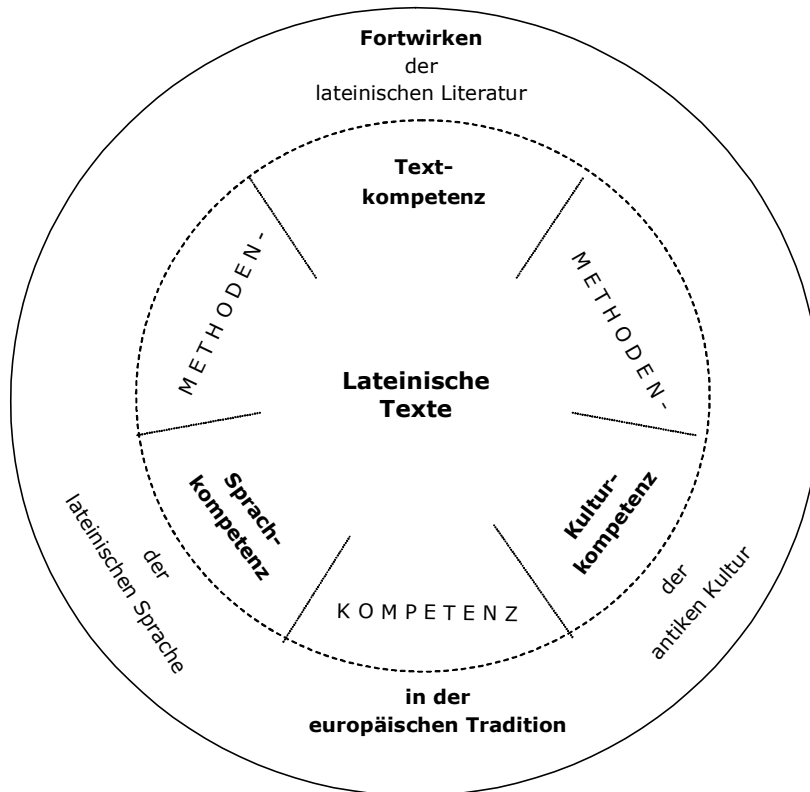 Fortwirken
der
lateinischen Literatur
Text-
kompetenz
METHODEN-
METHODEN-
Lateinische
Texte
Sprach-
kompetenz
Kultur-
kompetenz
der
lateinischen Sprache
der
antiken Kultur
KOMPETENZ
in der
europäischen Tradition